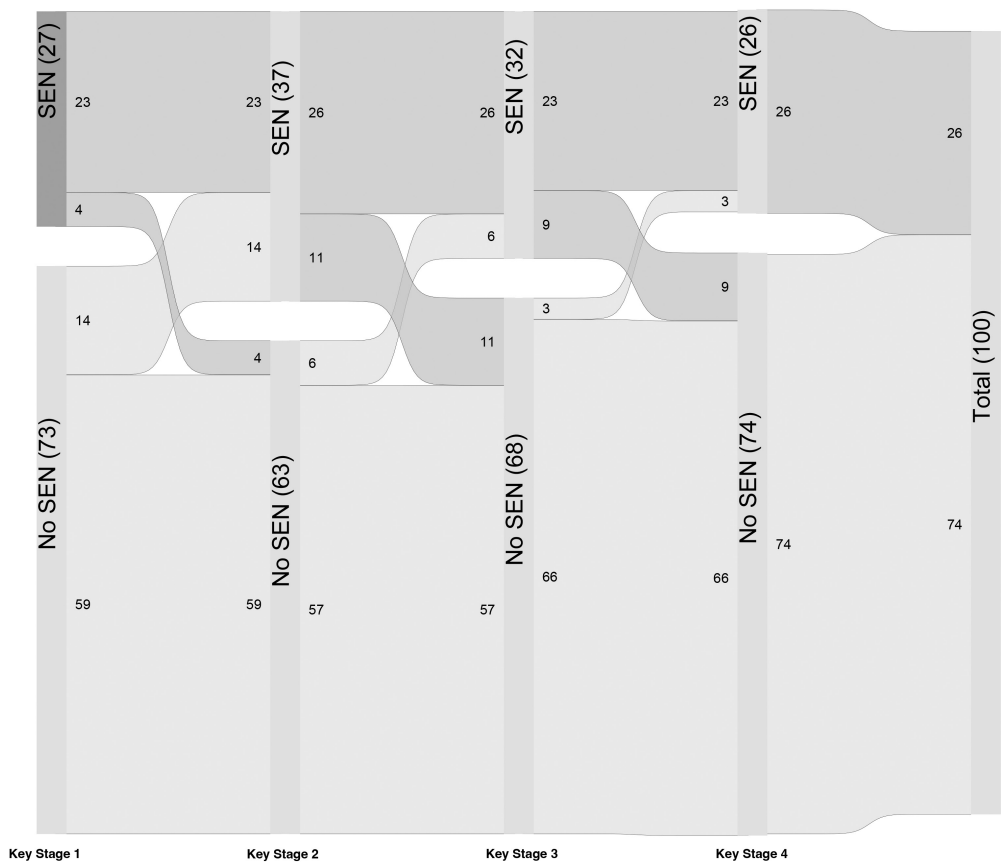 SEN (27)
23
23
4
14
14
4
No SEN (73)
59
59
SEN (37)
26
26
11
6
6
11
No SEN (63)
57
57
SEN (32)
23
23
9
3
3
9
No SEN (68)
66
66
SEN (26)
26
26
No SEN (74)
74
74
Total (100)
Key Stage 1
Key Stage 2
Key Stage 3
Key Stage 4